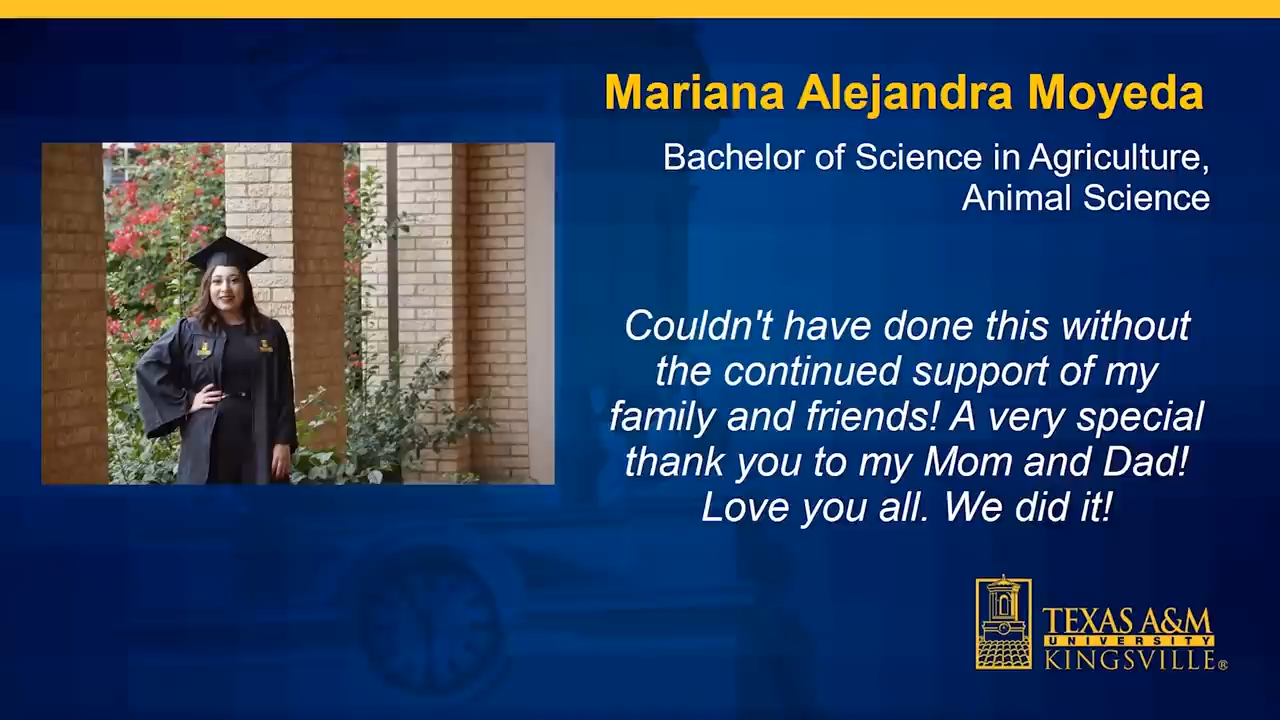 Mariana Alejandra Moyeda
Bachelor of Science in Agriculture,
Animal Science
Couldn't have done this without
the continued support of my
family and friends! A very special
thank you to my Mom and Dad!
Love you all. We did it!
TEXAS A&M
UNIVERSITY
KINGSVILLE®